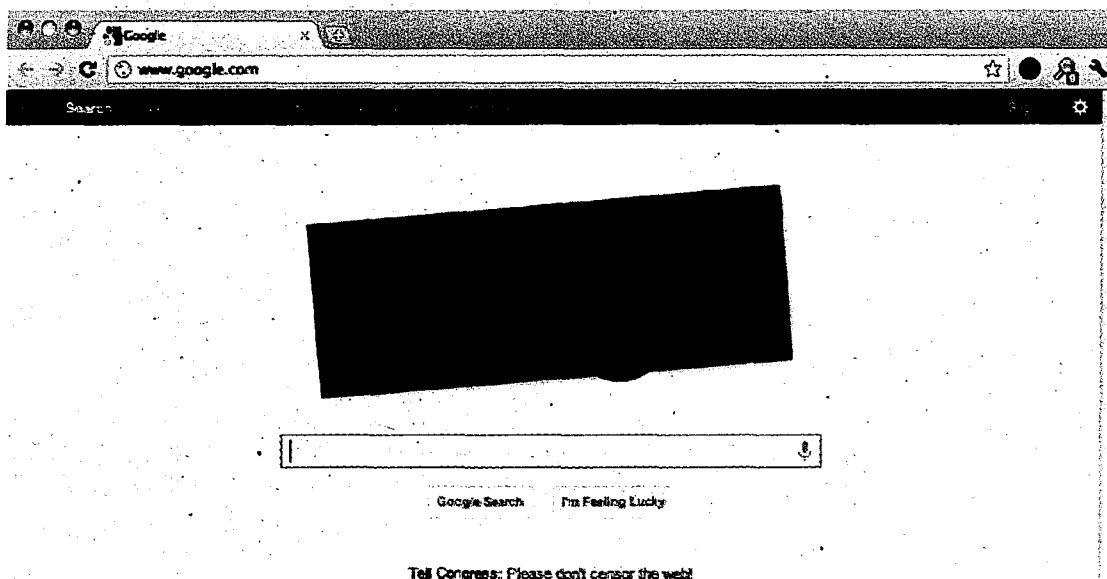 Google
www.google.com
Search
Google Search I'm Feeling Lucky
Tell Congress: Please don't censor the web!